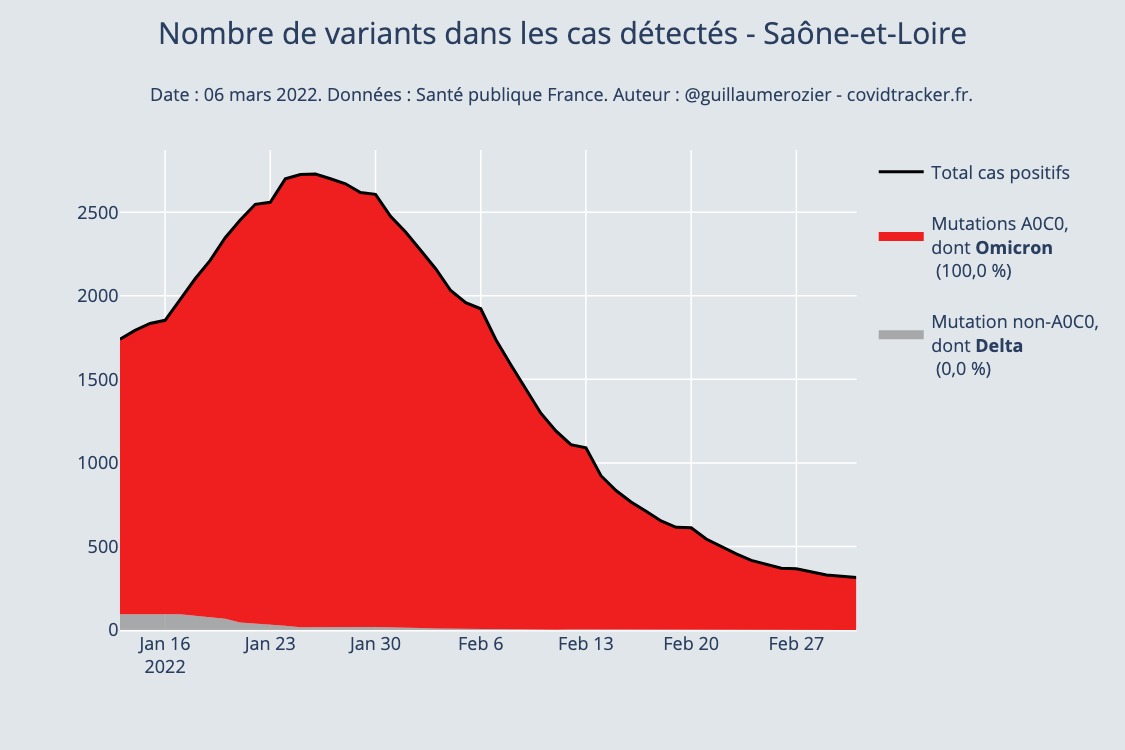 Nombre de variants dans les cas détectés - Saône-et-Loire
Date : 06 mars 2022. Données : Santé publique France. Auteur : @guillaumerozier - covidtracker.fr.
Total cas positifs
Mutations A0C0,
dont Omicron
(100,0 %)
Mutation non-A0C0,
dont Delta
(0,0 %)
2500
2000
1500
1000
500
0
Jan 16 Jan 23 Jan 30 Feb 6 Feb 13 Feb 20 Feb 27
2022